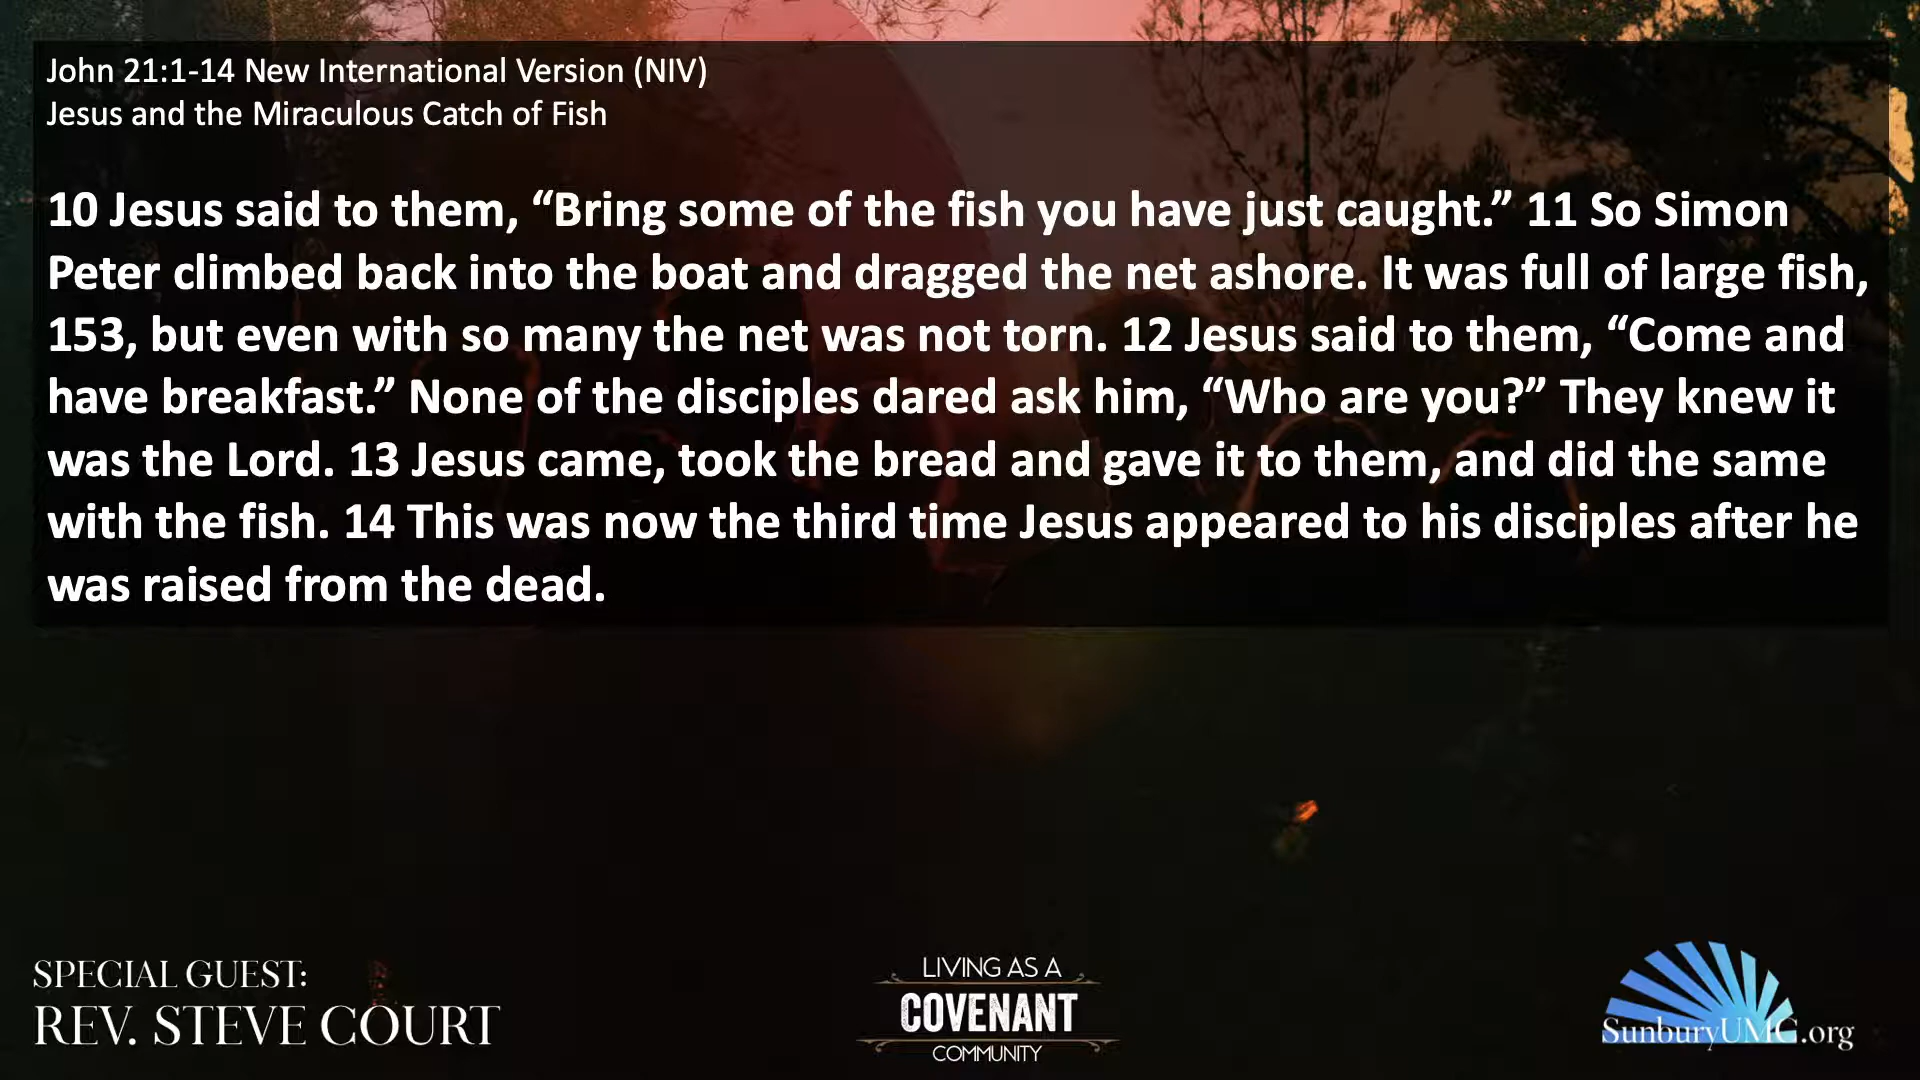 John 21:1-14 New International Version (NIV)
Jesus and the Miraculous Catch of Fish
10 Jesus said to them, “Bring some of the fish you have just caught.” 11 So Simon
Peter climbed back into the boat and dragged the net ashore. It was full of large fish,
153, but even with so many the net was not torn. 12 Jesus said to them, “Come and
have breakfast.” None of the disciples dared ask him, “Who are you?” They knew it
was the Lord. 13 Jesus came, took the bread and gave it to them, and did the same
with the fish. 14 This was now the third time Jesus appeared to his disciples after he
was raised from the dead.
SPECIAL GUEST:
REV. STEVE COURT
LIVING AS A
COVENANT
COMMUNITY
SunburyUMC.org